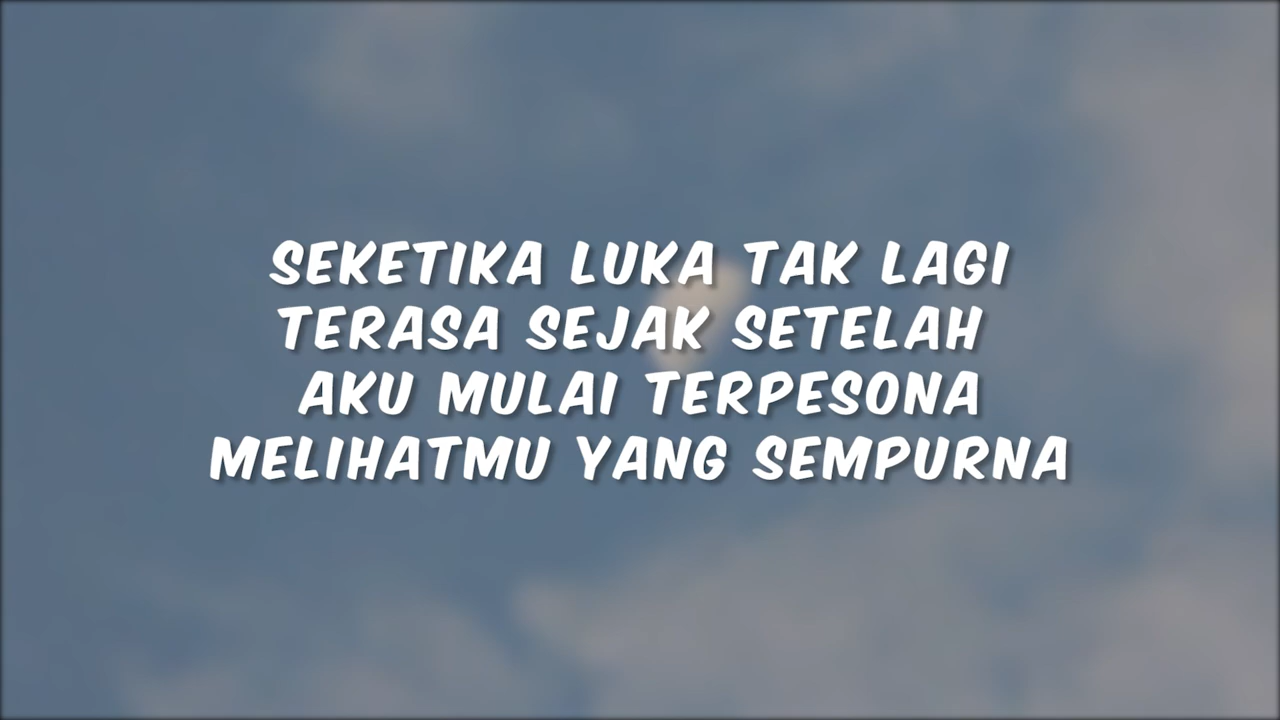 SEKETIKA LUKA TAK LAGI
TERASA SEJAK SETELAH
AKU MULAI TERPESONA
MELIHATMU YANG SEMPURNA